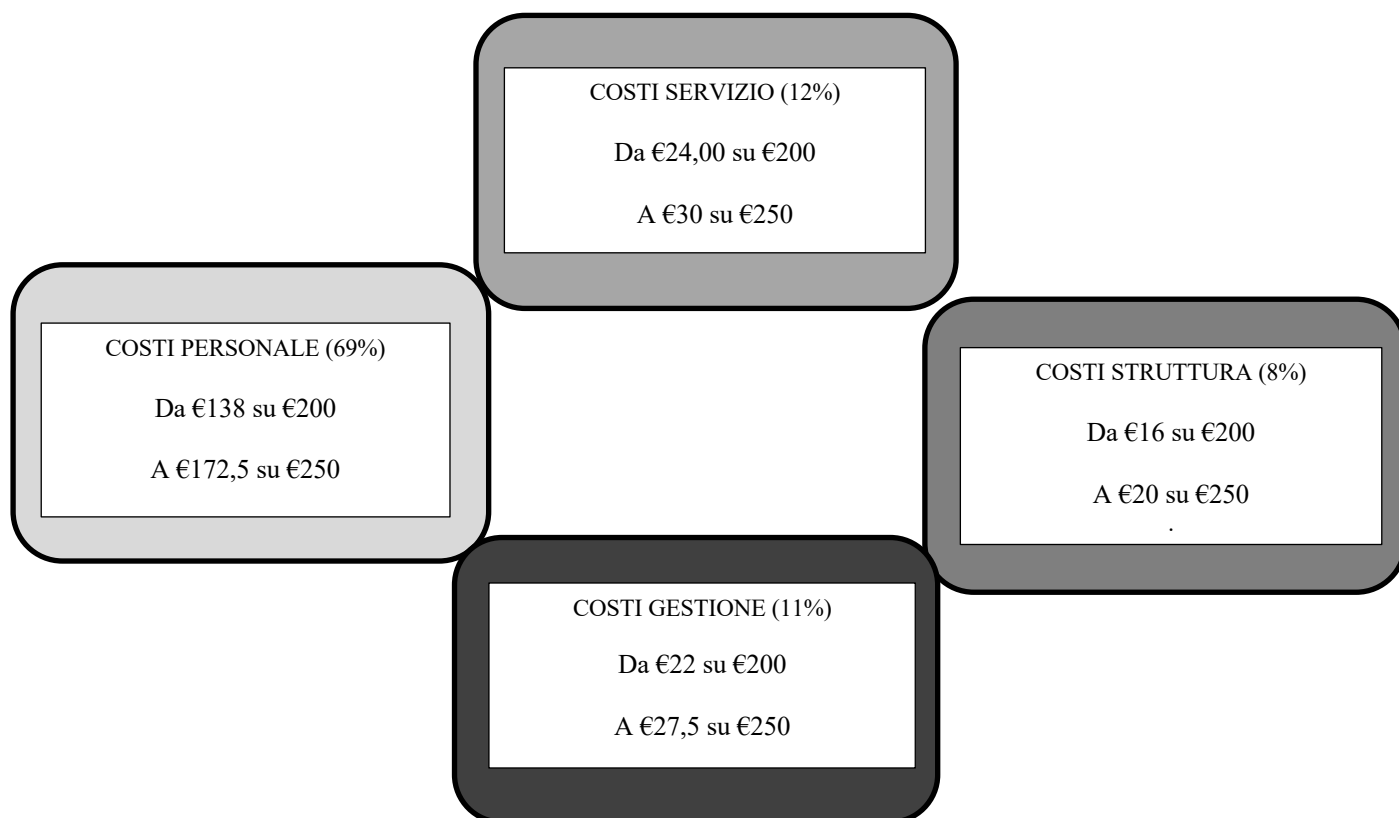 COSTI SERVIZIO (12%)
Da €24,00 su €200
A €30 su €250
COSTI PERSONALE (69%)
Da €138 su €200
A €172,5 su €250
COSTI STRUTTURA (8%)
Da €16 su €200
A €20 su €250
.
COSTI GESTIONE (11%)
Da €22 su €200
A €27,5 su €250